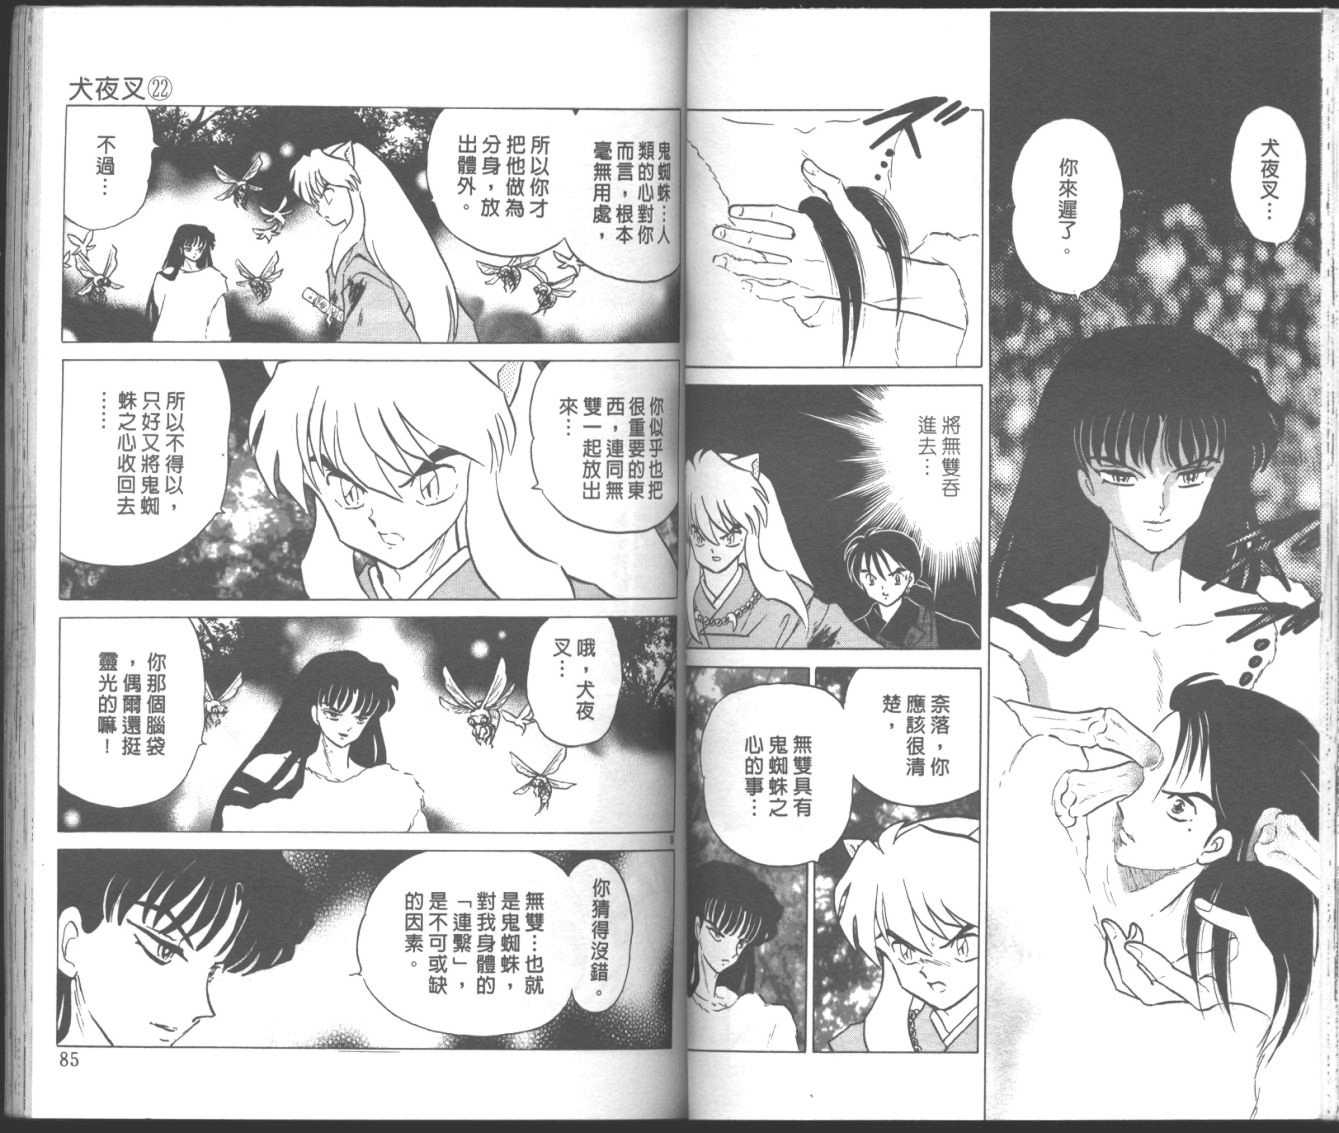 犬夜叉…
你來遲了。
ズズ…
將無雙吞
進去…
奈落，你
應該很清
楚，
無雙具有
鬼蜘蛛之
心的事…
犬夜叉㉒
鬼蜘蛛…人
類的心對你
而言，根本
毫無用處，
所以你才
把他做為
分身，放
出體外。
不過…
你似乎也把
很重要的東
西，連同無
雙一起放出
來…
所以不得以，
只好又將鬼蜘
蛛之心收回去
……
哦，犬夜
叉…
你那個腦袋
，偶爾還挺
靈光的嘛！
你猜得沒錯。
無雙…也就
是鬼蜘蛛，
對我身體的
「連繫」，
是不可或缺
的因素。
85